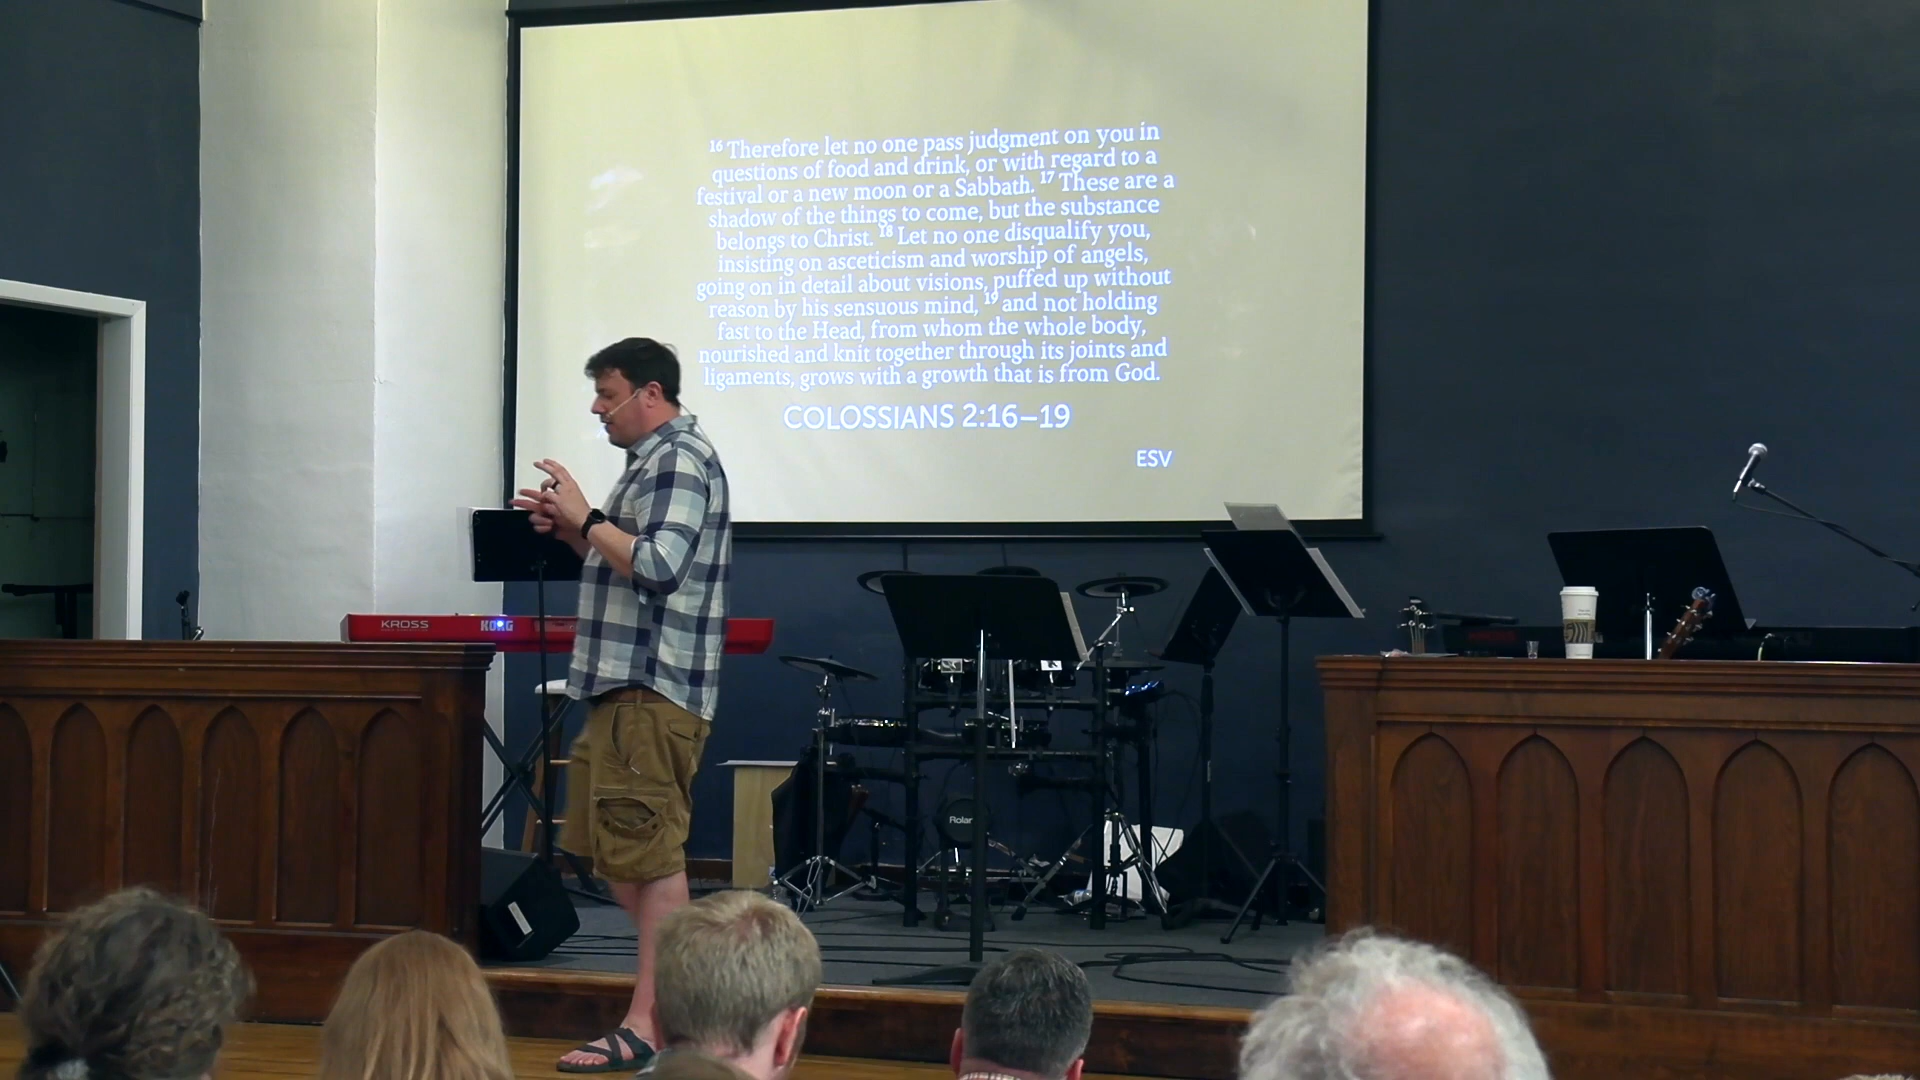 16 Therefore let no one pass judgment on you in
questions of food and drink, or with regard to a
festival or a new moon or a Sabbath. 17 These are a
shadow of the things to come, but the substance
belongs to Christ. 18 Let no one disqualify you,
insisting on asceticism and worship of angels,
going on in detail about visions, puffed up without
reason by his sensuous mind, 19 and not holding
fast to the Head, from whom the whole body,
nourished and knit together through its joints and
ligaments, grows with a growth that is from God.
COLOSSIANS 2:16–19
ESV
KROSS
KORG
Roland